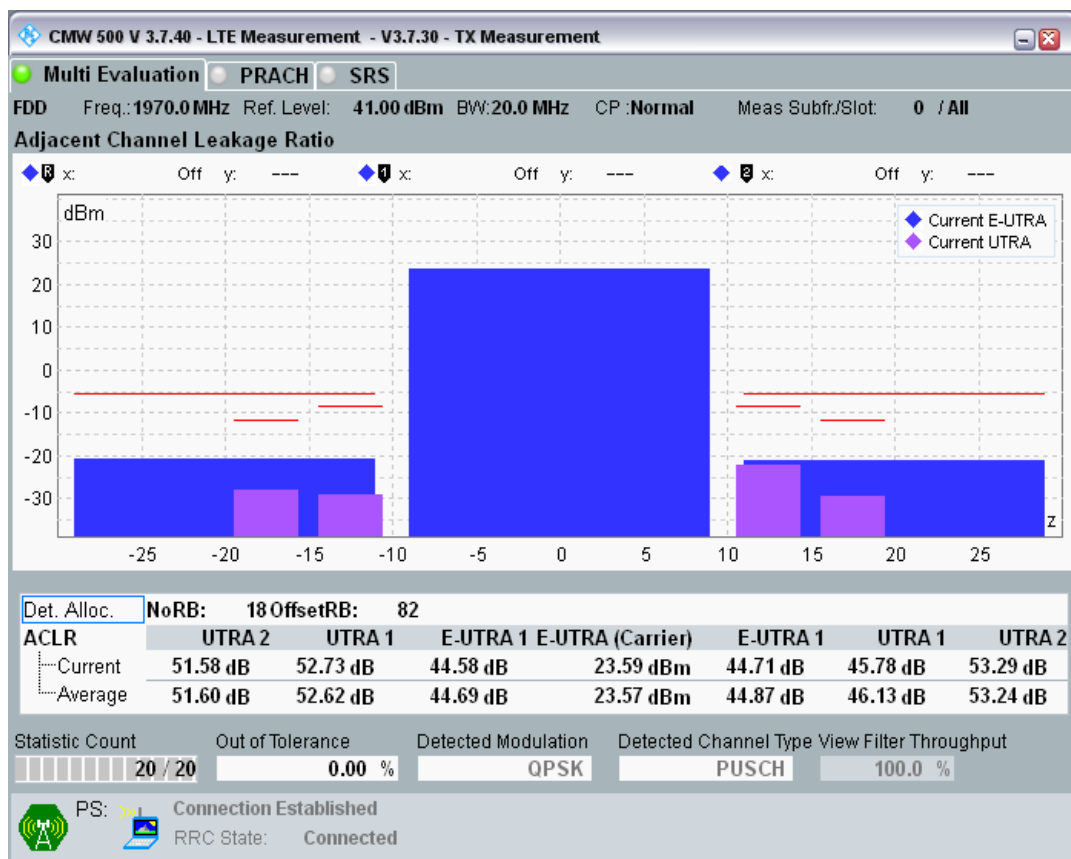 CMW 500 V 3.7.40 - LTE Measurement - V3.7.30 - TX Measurement
Multi Evaluation PRACH SRS
FDD Freq.:1970.0 MHz Ref. Level: 41.00 dBm BW:20.0 MHz CP :Normal Meas Subfr./Slot: 0 / All
Adjacent Channel Leakage Ratio
R x: Off y: --- 1 x: Off y: --- 2 x: Off y: ---
dBm
Current E-UTRA
Current UTRA
30
20
10
0
-10
-20
-30
z
-25 -20 -15 -10 -5 0 5 10 15 20 25
Det. Alloc. NoRB: 18 OffsetRB: 82
ACLR UTRA 2 UTRA 1 E-UTRA 1 E-UTRA (Carrier) E-UTRA 1 UTRA 1 UTRA 2
Current 51.58 dB 52.73 dB 44.58 dB 23.59 dBm 44.71 dB 45.78 dB 53.29 dB
Average 51.60 dB 52.62 dB 44.69 dB 23.57 dBm 44.87 dB 46.13 dB 53.24 dB
Statistic Count Out of Tolerance Detected Modulation Detected Channel Type View Filter Throughput
20 / 20 0.00 % QPSK PUSCH 100.0 %
PS: Connection Established
RRC State: Connected